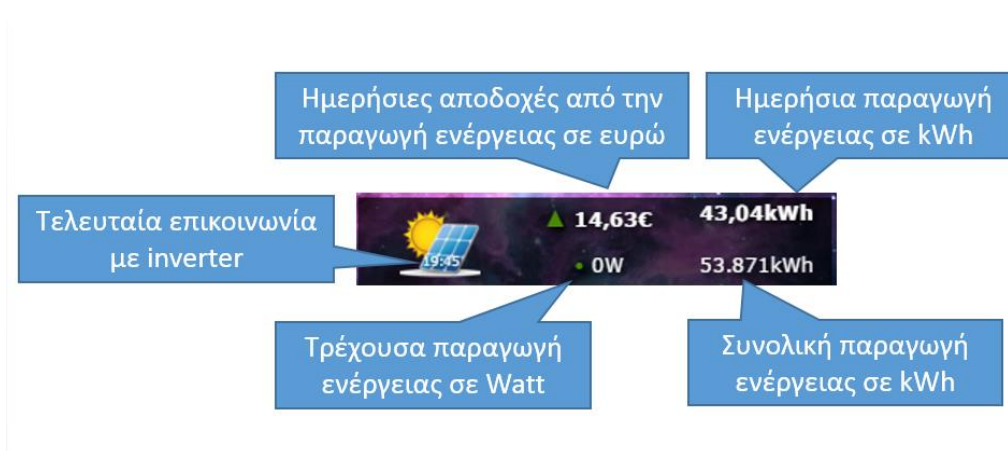 Ημερήσιες αποδοχές από την
παραγωγή ενέργειας σε ευρώ
Ημερήσια παραγωγή
ενέργειας σε kWh
Τελευταία επικοινωνία
με inverter
14,63€
43,04kWh
19:45
0W
53.871kWh
Τρέχουσα παραγωγή
ενέργειας σε Watt
Συνολική παραγωγή
ενέργειας σε kWh